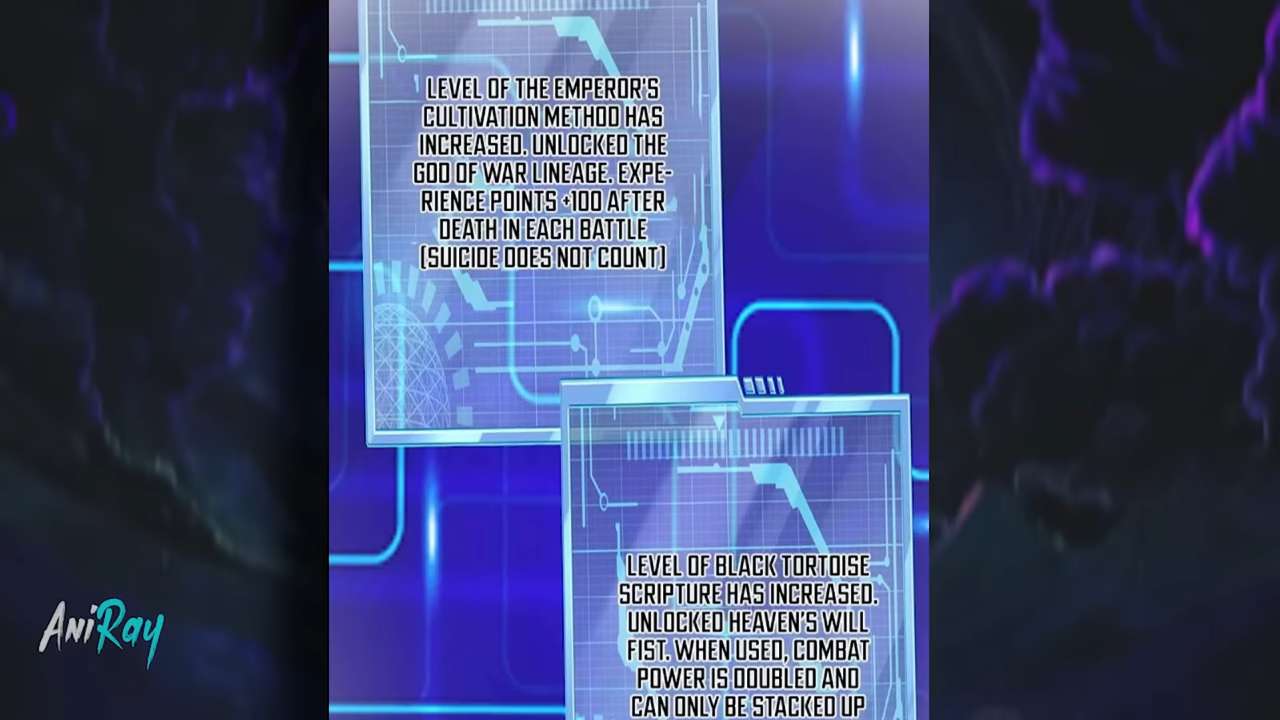 LEVEL OF THE EMPEROR'S
CULTIVATION METHOD HAS
INCREASED. UNLOCKED THE
GOD OF WAR LINEAGE. EXPE-
RIENCE POINTS +100 AFTER
DEATH IN EACH BATTLE
[SUICIDE DOES NOT COUNT]
LEVEL OF BLACK TORTOISE
SCRIPTURE HAS INCREASED.
UNLOCKED HEAVEN'S WILL
FIST. WHEN USED, COMBAT
POWER IS DOUBLED AND
CAN ONLY BE STACKED UP
AniRay